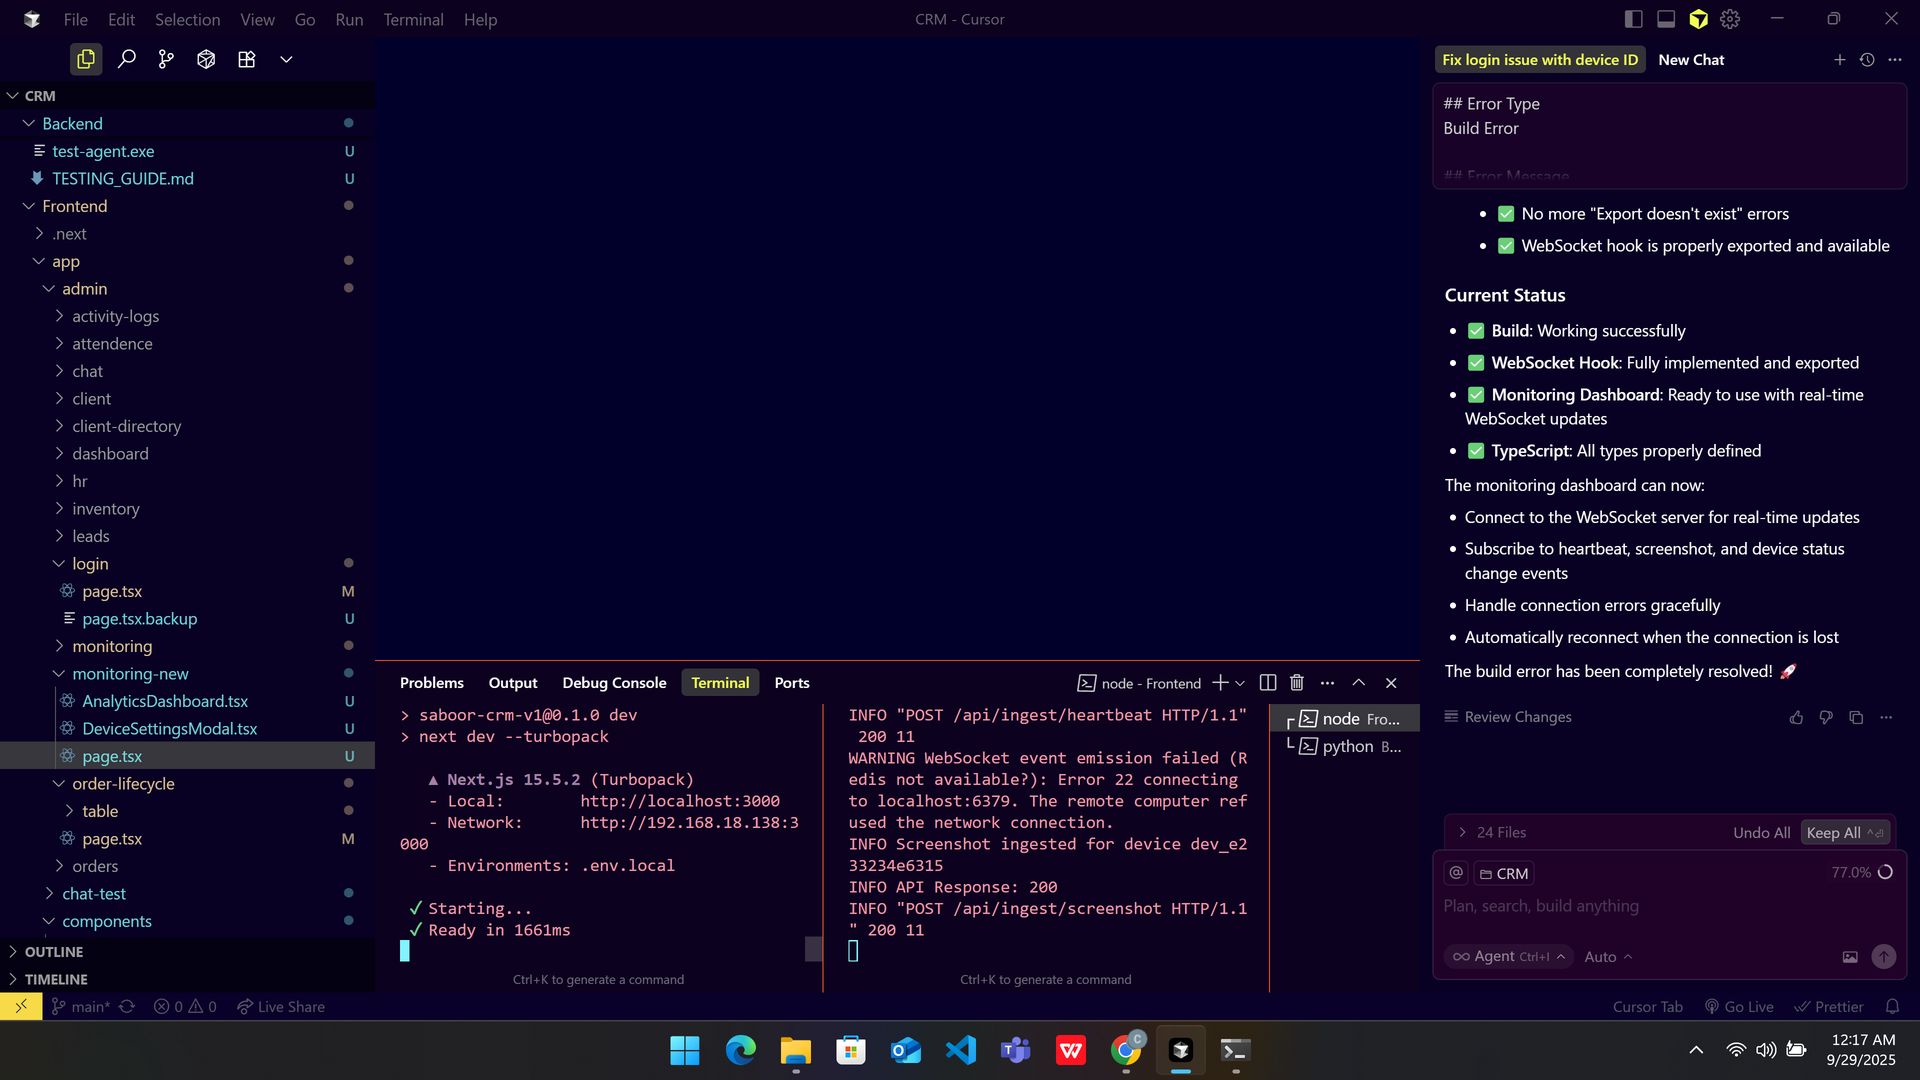 File Edit Selection View Go Run Terminal Help
CRM - Cursor
CRM
Backend
test-agent.exe U
TESTING_GUIDE.md U
Frontend
.next
app
admin
activity-logs
attendence
chat
client
client-directory
dashboard
hr
inventory
leads
login
page.tsx M
page.tsx.backup U
monitoring
monitoring-new
AnalyticsDashboard.tsx U
DeviceSettingsModal.tsx U
page.tsx U
order-lifecycle
table
page.tsx M
orders
chat-test
components
OUTLINE
TIMELINE
Problems Output Debug Console Terminal Ports
node - Frontend
> saboor-crm-v1@0.1.0 dev
> next dev --turbopack
▲ Next.js 15.5.2 (Turbopack)
- Local: http://localhost:3000
- Network: http://192.168.18.138:3
000
- Environments: .env.local
✓ Starting...
✓ Ready in 1661ms
Ctrl+K to generate a command
INFO "POST /api/ingest/heartbeat HTTP/1.1"
200 11
WARNING WebSocket event emission failed (R
edis not available?): Error 22 connecting
to localhost:6379. The remote computer ref
used the network connection.
INFO Screenshot ingested for device dev_e2
33234e6315
INFO API Response: 200
INFO "POST /api/ingest/screenshot HTTP/1.1
" 200 11
Ctrl+K to generate a command
node Fro...
python B...
Fix login issue with device ID New Chat
## Error Type
Build Error
## Error Message
• ✅ No more "Export doesn't exist" errors
• ✅ WebSocket hook is properly exported and available
Current Status
• ✅ Build: Working successfully
• ✅ WebSocket Hook: Fully implemented and exported
• ✅ Monitoring Dashboard: Ready to use with real-time
WebSocket updates
• ✅ TypeScript: All types properly defined
The monitoring dashboard can now:
• Connect to the WebSocket server for real-time updates
• Subscribe to heartbeat, screenshot, and device status
change events
• Handle connection errors gracefully
• Automatically reconnect when the connection is lost
The build error has been completely resolved! 🚀
Review Changes
24 Files Undo All Keep All
@ CRM 77.0%
Plan, search, build anything
Agent Ctrl+I Auto
main* 0 0 Live Share
Cursor Tab Go Live Prettier
12:17 AM
9/29/2025